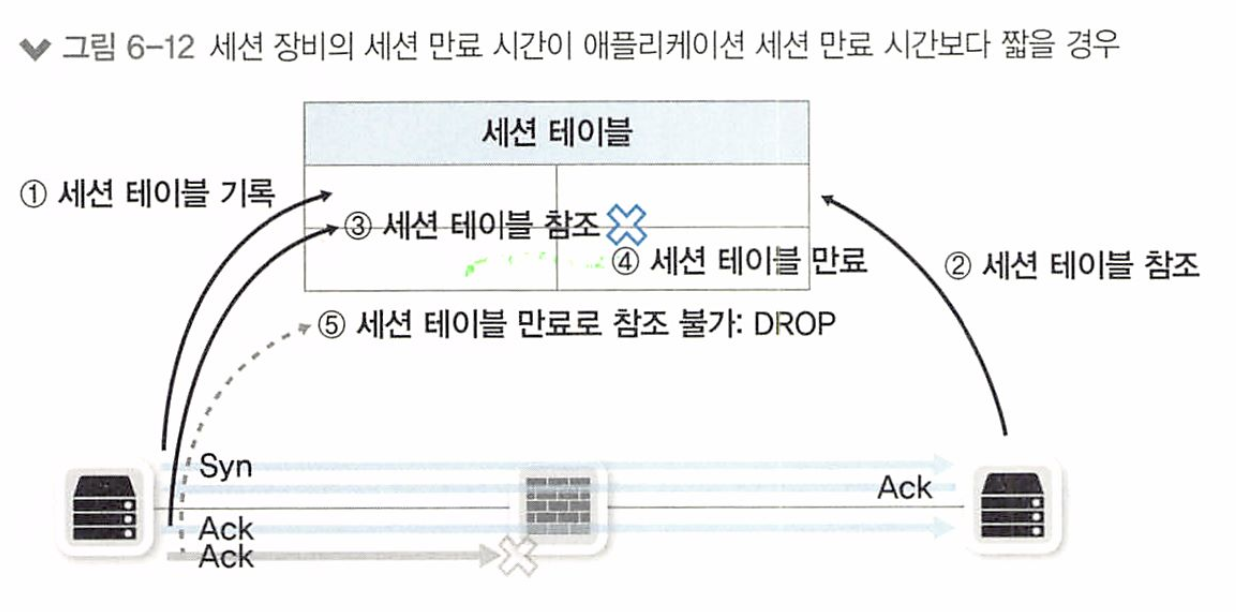 그림 6-12 세션 장비의 세션 만료 시간이 애플리케이션 세션 만료 시간보다 짧을 경우
세션 테이블
① 세션 테이블 기록
③ 세션 테이블 참조
④ 세션 테이블 만료
② 세션 테이블 참조
⑤ 세션 테이블 만료로 참조 불가: DROP
Syn
Ack
Ack
Ack